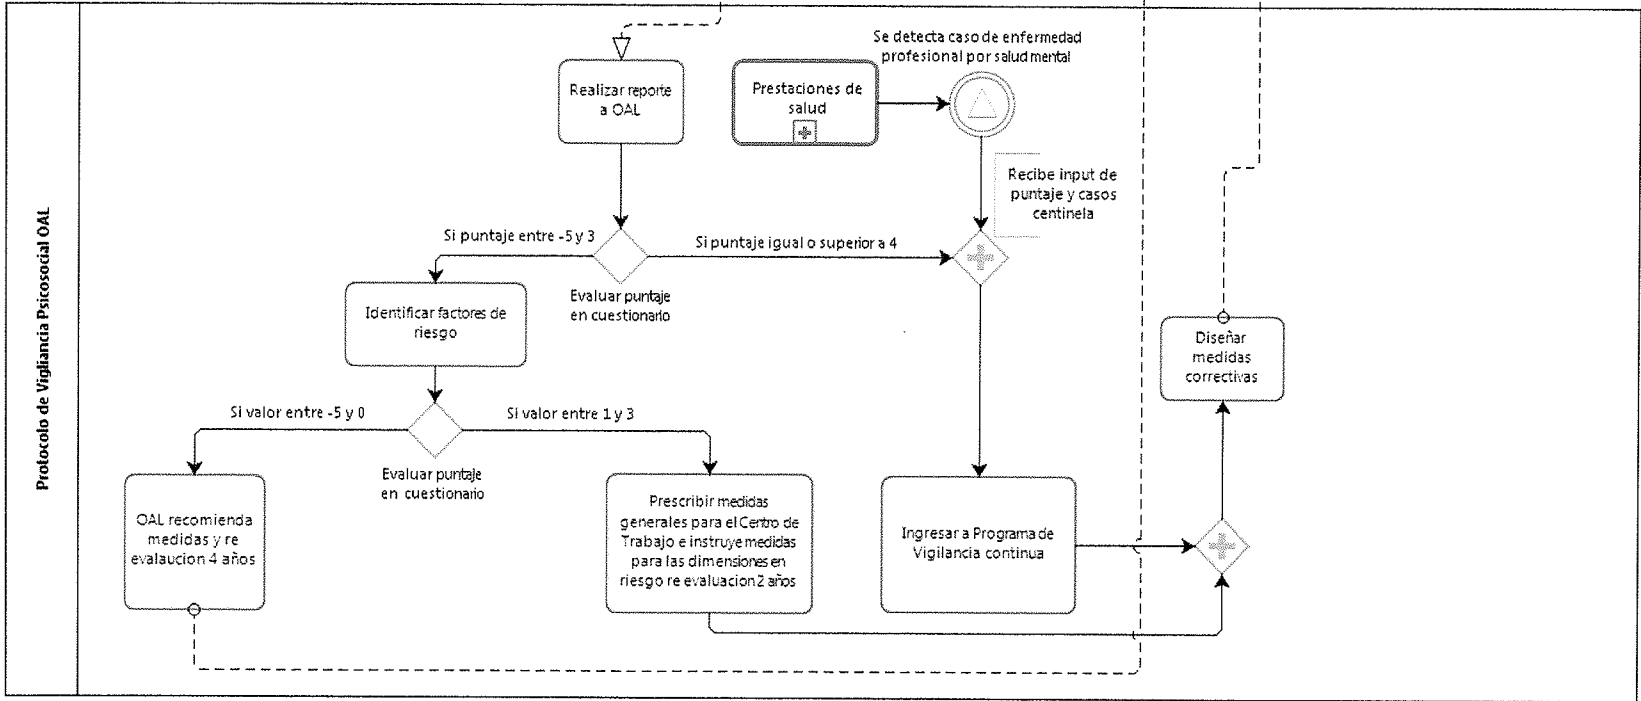 Protocolo de Vigliancia Psicosocial OAL
Realizar reporte
a OAL
Prestaciones de
salud
Se detecta caso de enfermedad
profesional por salud mental
Recibe input de
puntaje y casos
centinela
Si puntaje entre -5 y 3
Si puntaje igual o superior a 4
Evaluar puntaje
en cuestionario
Identificar factores de
riesgo
Diseñar
medidas
correctivas
Si valor entre -5 y 0
Si valor entre 1 y 3
Evaluar puntaje
en cuestionario
OAL recomienda
medidas y re
evalaucion 4 años
Prescribir medidas
generales para el Centro de
Trabajo e instruye medidas
para las dimensiones en
riesgo re evaluacion 2 años
Ingresar a Programa de
Vigilancia continua